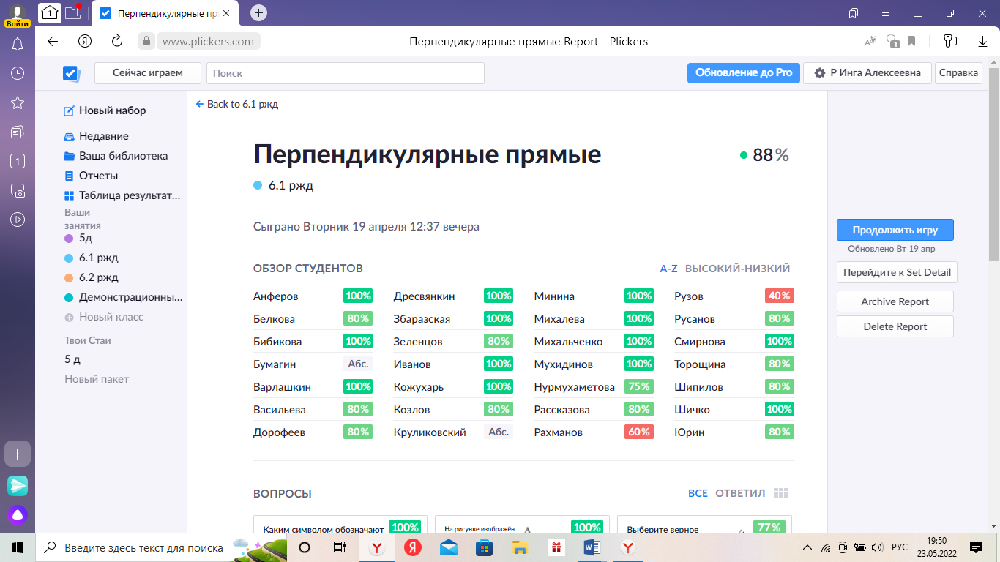 Войти
1
Перпендикулярные пр
www.plickers.com
Перпендикулярные прямые Report - Plickers
1
Сейчас играем
Поиск
Обновление до Pro
Р Инга Алексеевна
Справка
1
Новый набор
Недавние
Ваша библиотека
Отчеты
Таблица результат...
Ваши
занятия
5д
6.1 ржд
6.2 ржд
Демонстрационны...
Новый класс
Твои Стаи
5 д
Новый пакет
Back to 6.1 ржд
Перпендикулярные прямые
88%
6.1 ржд
Сыграно Вторник 19 апреля 12:37 вечера
Продолжить игру
Обновлено Вт 19 апр
Перейдите к Set Detail
Archive Report
Delete Report
ОБЗОР СТУДЕНТОВ
A-Z ВЫСОКИЙ-НИЗКИЙ
Анферов 100% Дресвянкин 100% Минина 100% Рузов 40%
Белкова 80% Збаразская 100% Михалева 100% Русанов 80%
Бибикова 100% Зеленцов 80% Михальченко 100% Смирнова 100%
Бумагин Абс. Иванов 100% Мухидинов 100% Торощина 80%
Варлашкин 100% Кожухарь 100% Нурмухаметова 75% Шипилов 80%
Васильева 80% Козлов 80% Рассказова 80% Шичко 100%
Дорофеев 80% Круликовский Абс. Рахманов 60% Юрин 80%
ВОПРОСЫ
ВСЕ ОТВЕТИЛ
Каким символом обозначают 100%
На рисунке изображён A 100%
Выберите верное 77%
Введите здесь текст для поиска
РУС
19:50
23.05.2022